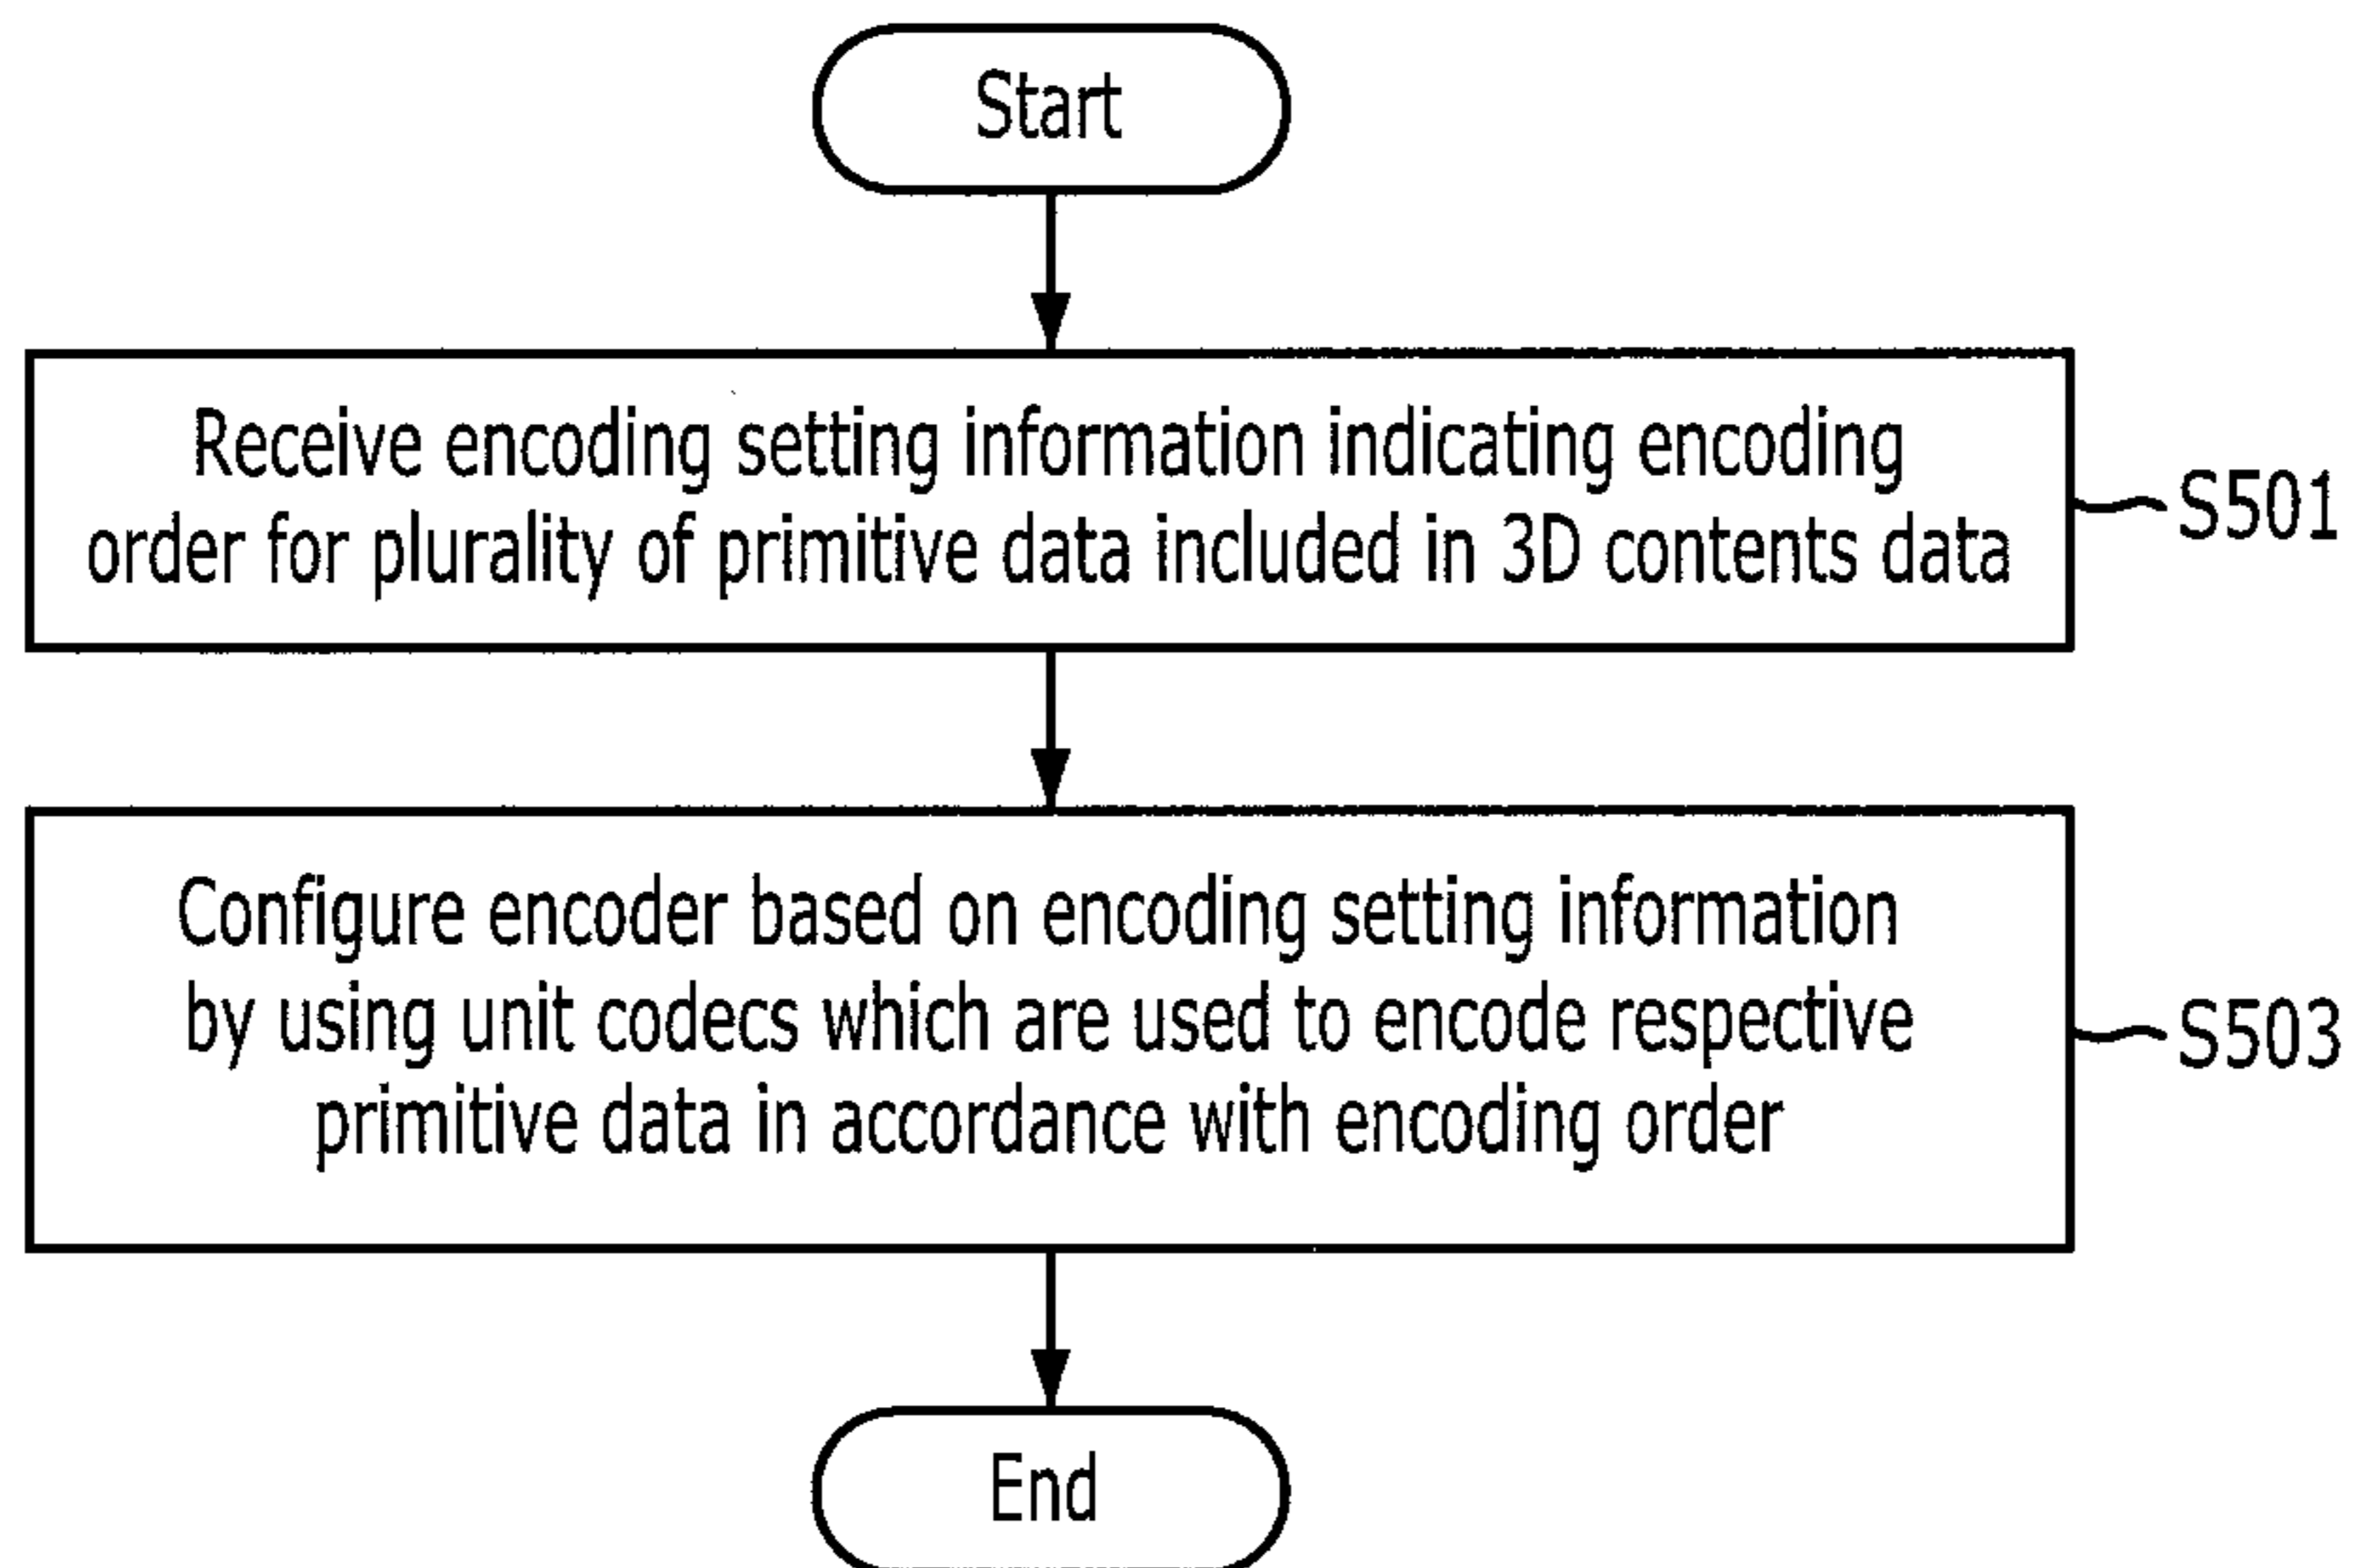 Start
Receive encoding setting information indicating encoding
order for plurality of primitive data included in 3D contents data
S501
Configure encoder based on encoding setting information
by using unit codecs which are used to encode respective
primitive data in accordance with encoding order
S503
End